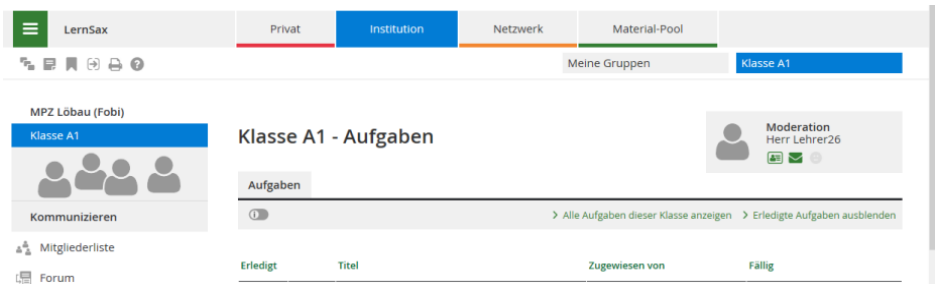 LernSax
Privat
Institution
Netzwerk
Material-Pool
Meine Gruppen
Klasse A1
MPZ Löbau (Fobi)
Klasse A1
Kommunizieren
Mitgliederliste
Forum
Klasse A1 - Aufgaben
Moderation
Herr Lehrer26
Aufgaben
Alle Aufgaben dieser Klasse anzeigen
Erledigte Aufgaben ausblenden
Erledigt
Titel
Zugewiesen von
Fällig